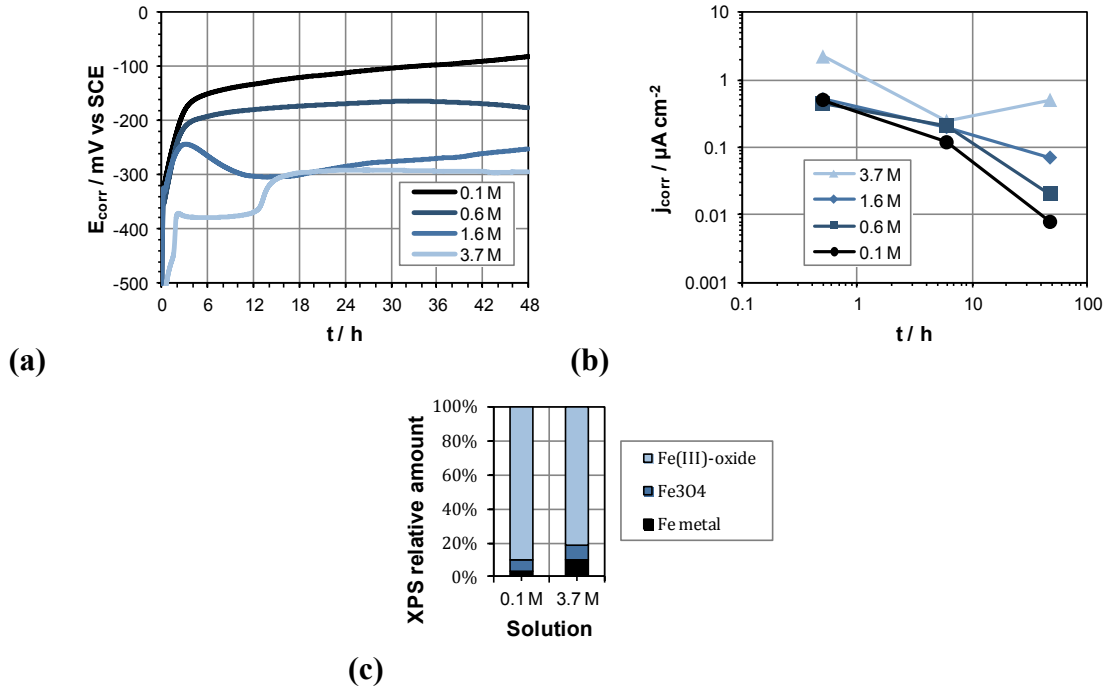 0
-100
-200
-300
-400
-500
E_corr / mV vs SCE
0.1 M
0.6 M
1.6 M
3.7 M
0 6 12 18 24 30 36 42 48
t / h
(a)
10
1
0.1
0.01
0.001
j_corr / µA cm⁻²
3.7 M
1.6 M
0.6 M
0.1 M
0.1 1 10 100
t / h
(b)
100%
80%
60%
40%
20%
0%
XPS relative amount
Fe(III)-oxide
Fe3O4
Fe metal
0.1 M 3.7 M
Solution
(c)